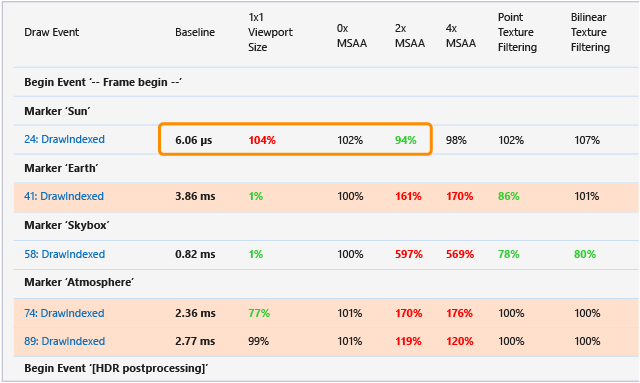 Draw Event Baseline 1x1 Viewport Size 0x MSAA 2x MSAA 4x MSAA Point Texture Filtering Bilinear Texture Filtering
Begin Event ‘-- Frame begin --’
Marker ‘Sun’
24: DrawIndexed 6.06 µs 104% 102% 94% 98% 102% 107%
Marker ‘Earth’
41: DrawIndexed 3.86 ms 1% 100% 161% 170% 86% 101%
Marker ‘Skybox’
58: DrawIndexed 0.82 ms 1% 100% 597% 569% 78% 80%
Marker ‘Atmosphere’
74: DrawIndexed 2.36 ms 77% 101% 170% 176% 100% 100%
89: DrawIndexed 2.77 ms 99% 101% 119% 120% 100% 100%
Begin Event ‘[HDR postprocessing]’